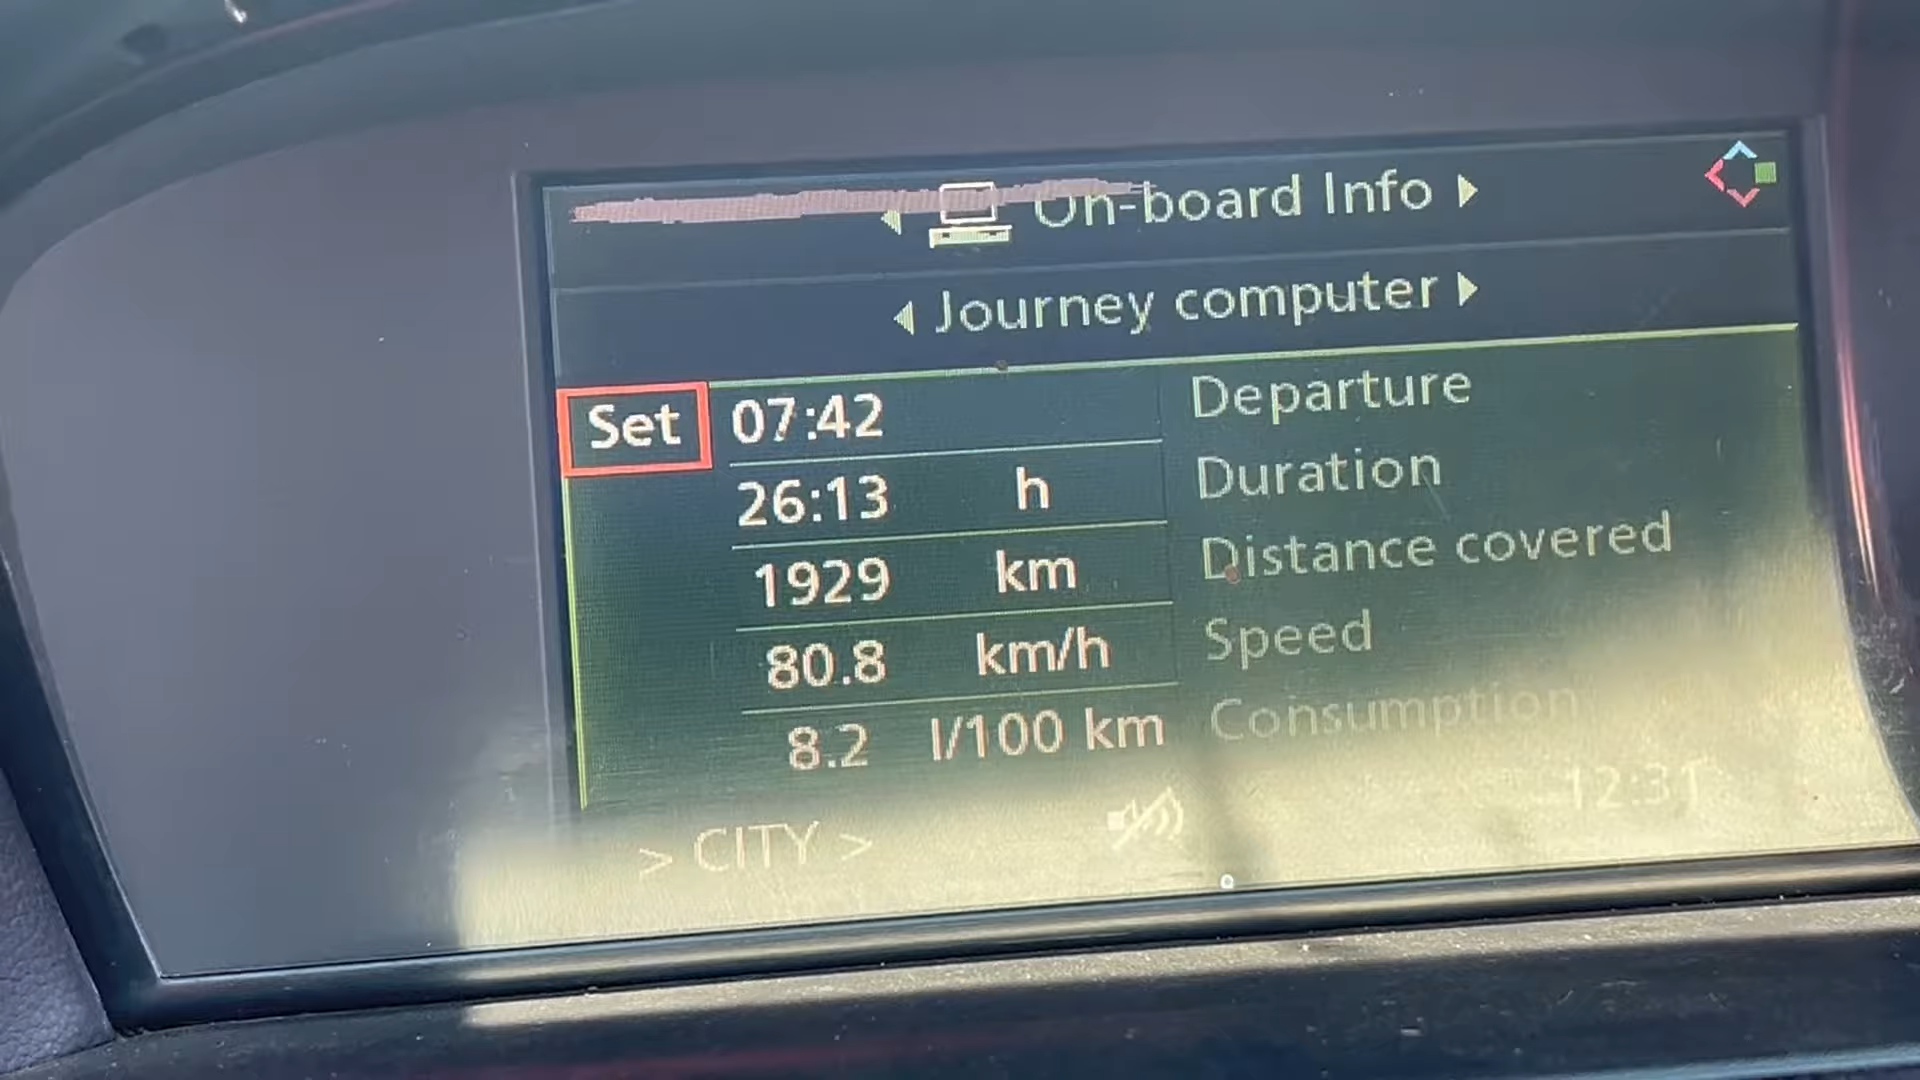 On-board Info
Journey computer
Set 07:42 Departure
26:13 h Duration
1929 km Distance covered
80.8 km/h Speed
8.2 l/100 km Consumption
> CITY > 12:31